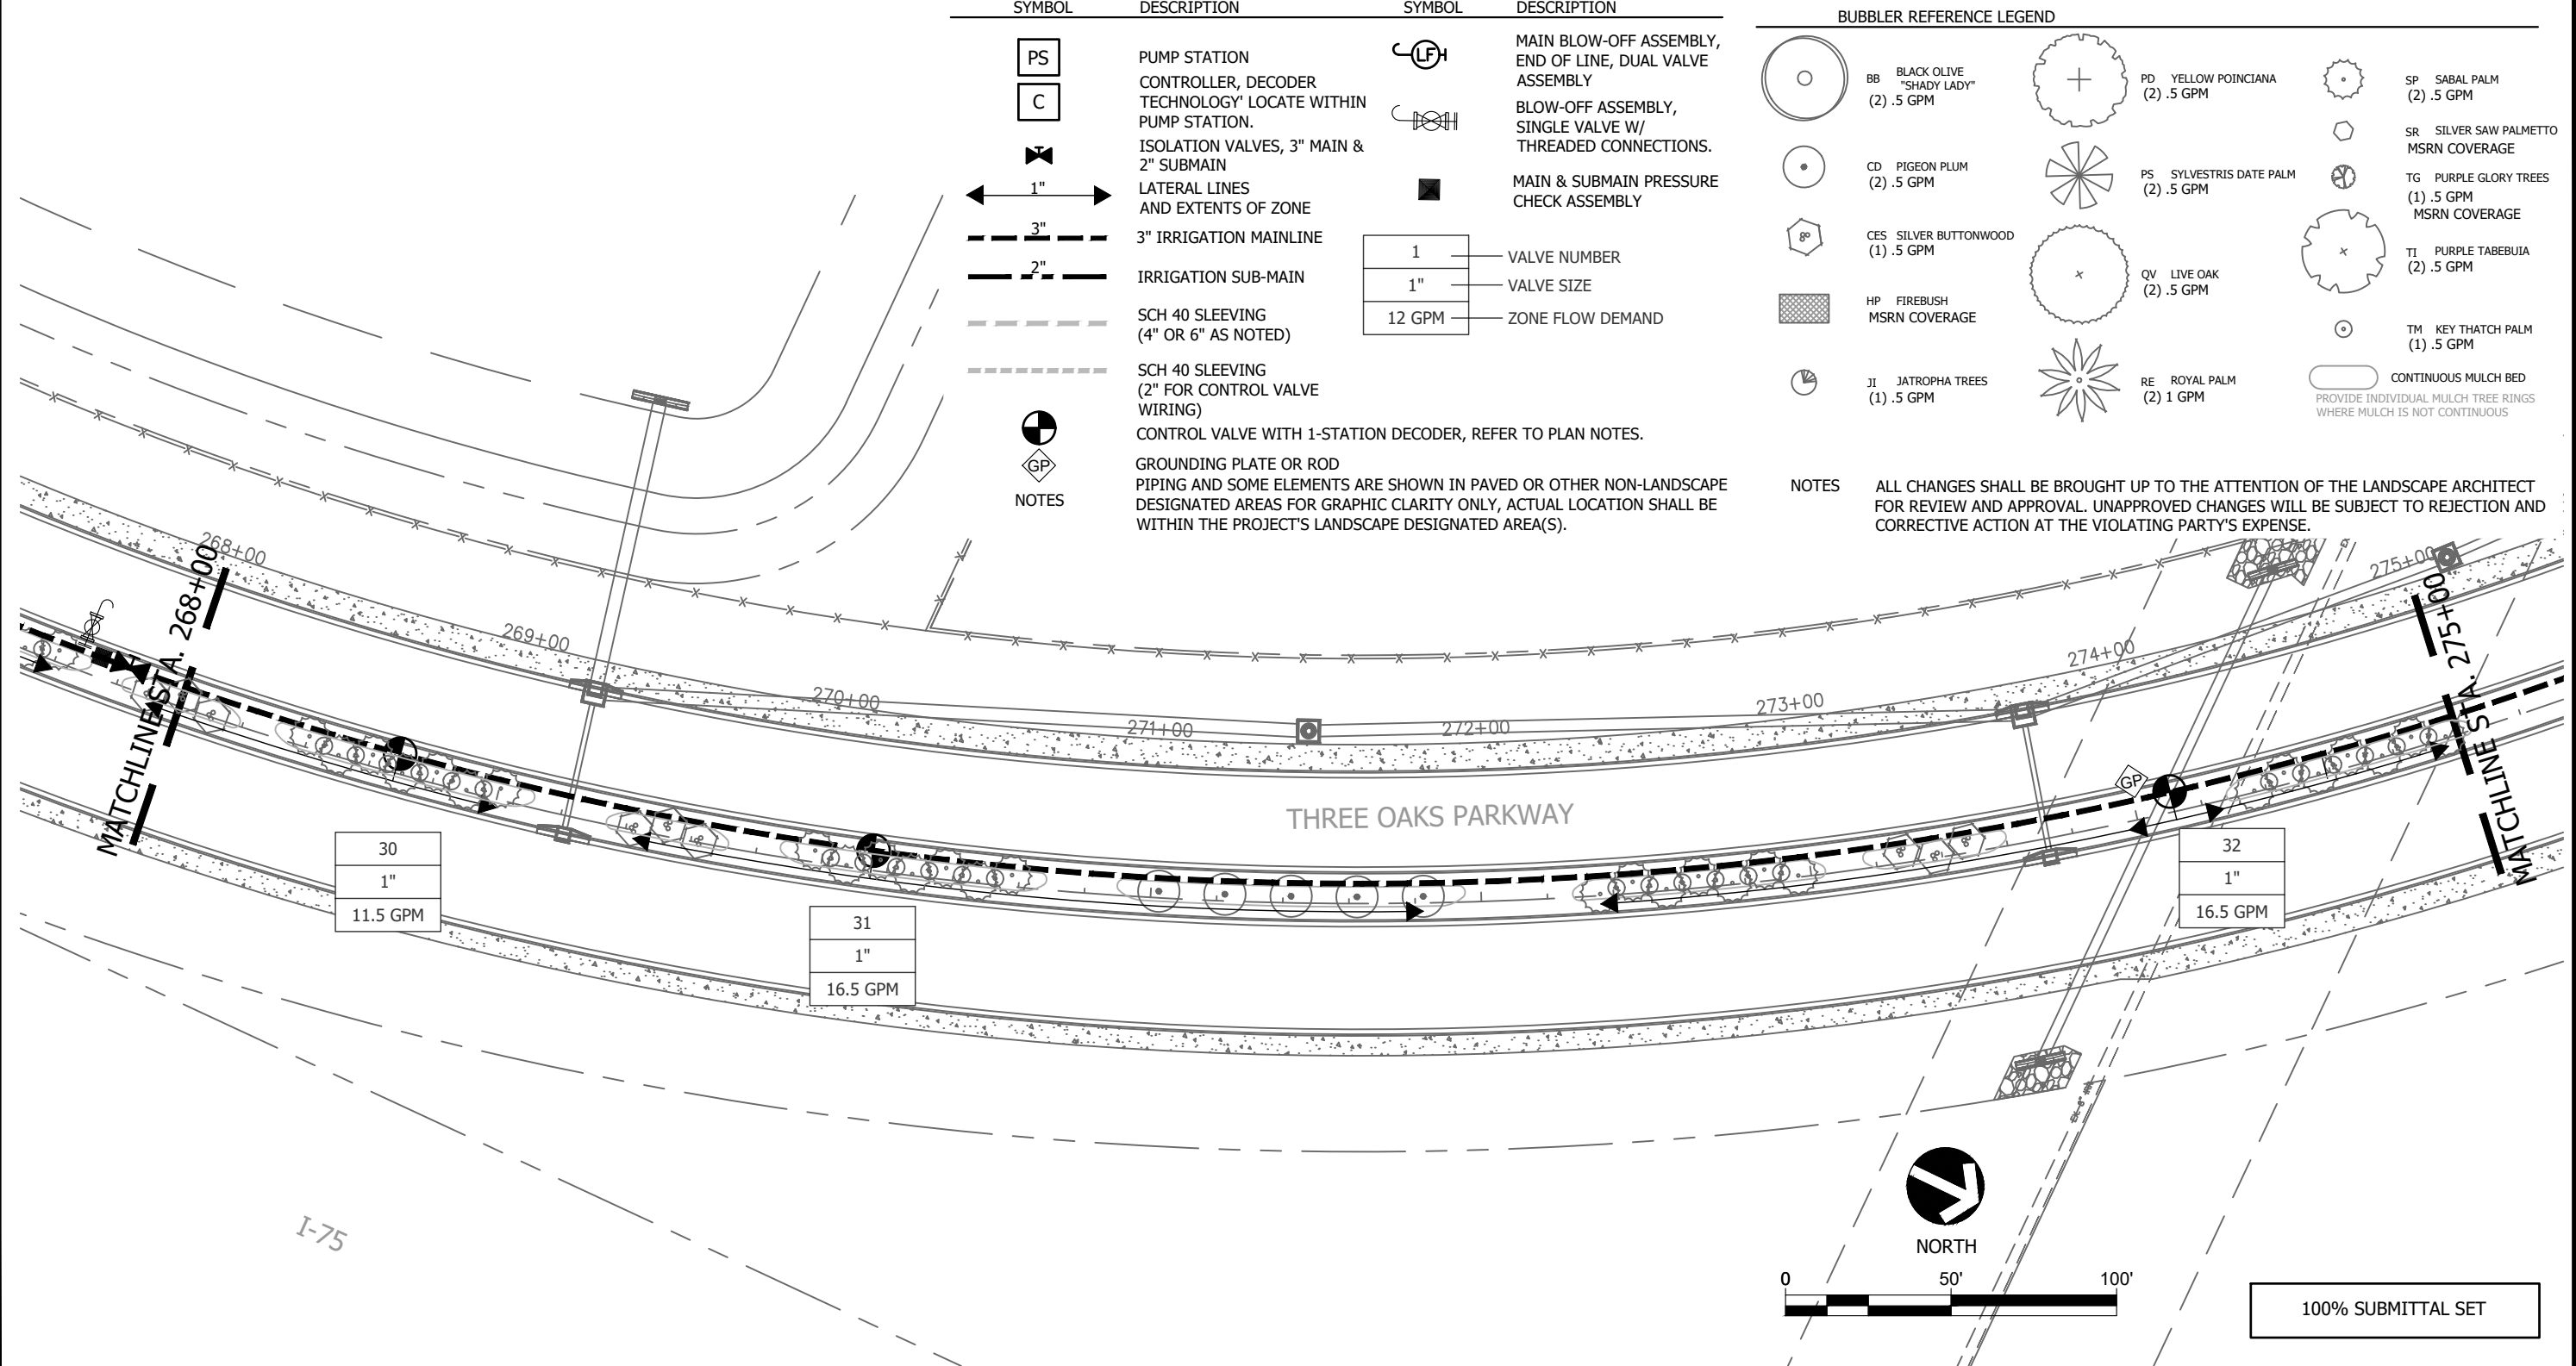 SYMBOL DESCRIPTION SYMBOL DESCRIPTION
PS PUMP STATION
C CONTROLLER, DECODER
TECHNOLOGY' LOCATE WITHIN
PUMP STATION.
ISOLATION VALVES, 3" MAIN &
2" SUBMAIN
1" LATERAL LINES
AND EXTENTS OF ZONE
3" 3" IRRIGATION MAINLINE
2" IRRIGATION SUB-MAIN
SCH 40 SLEEVING
(4" OR 6" AS NOTED)
SCH 40 SLEEVING
(2" FOR CONTROL VALVE
WIRING)
CONTROL VALVE WITH 1-STATION DECODER, REFER TO PLAN NOTES.
GP GROUNDING PLATE OR ROD
NOTES
PIPING AND SOME ELEMENTS ARE SHOWN IN PAVED OR OTHER NON-LANDSCAPE
DESIGNATED AREAS FOR GRAPHIC CLARITY ONLY, ACTUAL LOCATION SHALL BE
WITHIN THE PROJECT'S LANDSCAPE DESIGNATED AREA(S).
LF MAIN BLOW-OFF ASSEMBLY,
END OF LINE, DUAL VALVE
ASSEMBLY
BLOW-OFF ASSEMBLY,
SINGLE VALVE W/
THREADED CONNECTIONS.
MAIN & SUBMAIN PRESSURE
CHECK ASSEMBLY
1 VALVE NUMBER
1" VALVE SIZE
12 GPM ZONE FLOW DEMAND
BUBBLER REFERENCE LEGEND
BB BLACK OLIVE
"SHADY LADY"
(2) .5 GPM
CD PIGEON PLUM
(2) .5 GPM
CES SILVER BUTTONWOOD
(1) .5 GPM
HP FIREBUSH
MSRN COVERAGE
JI JATROPHA TREES
(1) .5 GPM
PD YELLOW POINCIANA
(2) .5 GPM
PS SYLVESTRIS DATE PALM
(2) .5 GPM
QV LIVE OAK
(2) .5 GPM
RE ROYAL PALM
(2) 1 GPM
SP SABAL PALM
(2) .5 GPM
SR SILVER SAW PALMETTO
MSRN COVERAGE
TG PURPLE GLORY TREES
(1) .5 GPM
MSRN COVERAGE
TI PURPLE TABEBUIA
(2) .5 GPM
TM KEY THATCH PALM
(1) .5 GPM
CONTINUOUS MULCH BED
PROVIDE INDIVIDUAL MULCH TREE RINGS
WHERE MULCH IS NOT CONTINUOUS
NOTES ALL CHANGES SHALL BE BROUGHT UP TO THE ATTENTION OF THE LANDSCAPE ARCHITECT
FOR REVIEW AND APPROVAL. UNAPPROVED CHANGES WILL BE SUBJECT TO REJECTION AND
CORRECTIVE ACTION AT THE VIOLATING PARTY'S EXPENSE.
268+00
269+00
270+00
271+00
272+00
273+00
274+00
275+00
MATCHLINE STA. 268+00
MATCHLINE STA. 275+00
THREE OAKS PARKWAY
GP
30
1"
11.5 GPM
31
1"
16.5 GPM
32
1"
16.5 GPM
I-75
NORTH
0 50' 100'
100% SUBMITTAL SET